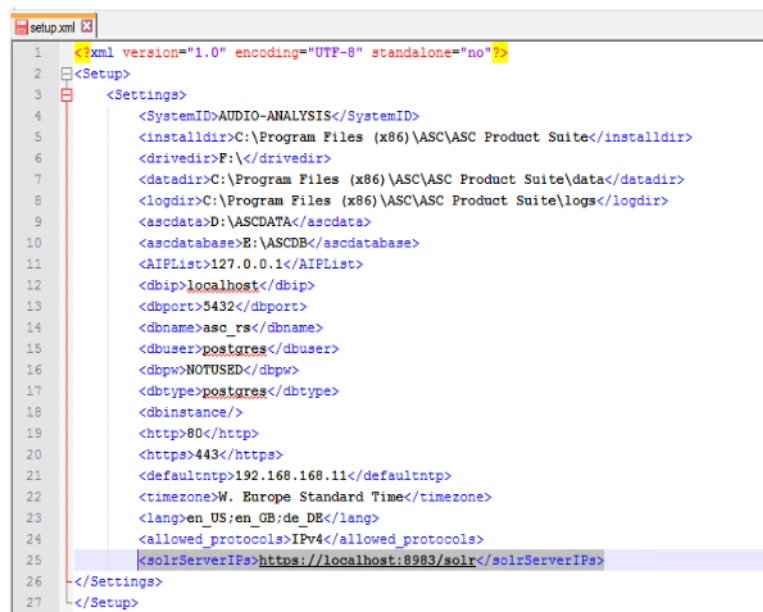 setup.xml
1 <?xml version="1.0" encoding="UTF-8" standalone="no"?>
2 <Setup>
3 <Settings>
4 <SystemID>AUDIO-ANALYSIS</SystemID>
5 <installdir>C:\Program Files (x86)\ASC\ASC Product Suite</installdir>
6 <drivedir>F:\</drivedir>
7 <datadir>C:\Program Files (x86)\ASC\ASC Product Suite\data</datadir>
8 <logdir>C:\Program Files (x86)\ASC\ASC Product Suite\logs</logdir>
9 <ascdata>D:\ASCDATA</ascdata>
10 <ascdatabase>E:\ASCDB</ascdatabase>
11 <AIPList>127.0.0.1</AIPList>
12 <dbip>localhost</dbip>
13 <dbport>5432</dbport>
14 <dbname>asc_rs</dbname>
15 <dbuser>postgres</dbuser>
16 <dbpw>NOTUSED</dbpw>
17 <dbtype>postgres</dbtype>
18 <dbinstance/>
19 <http>80</http>
20 <https>443</https>
21 <defaultntp>192.168.168.11</defaultntp>
22 <timezone>W. Europe Standard Time</timezone>
23 <lang>en_US;en_GB;de_DE</lang>
24 <allowed_protocols>IPv4</allowed_protocols>
25 <solrServerIPs>https://localhost:8983/solr</solrServerIPs>
26 </Settings>
27 </Setup>